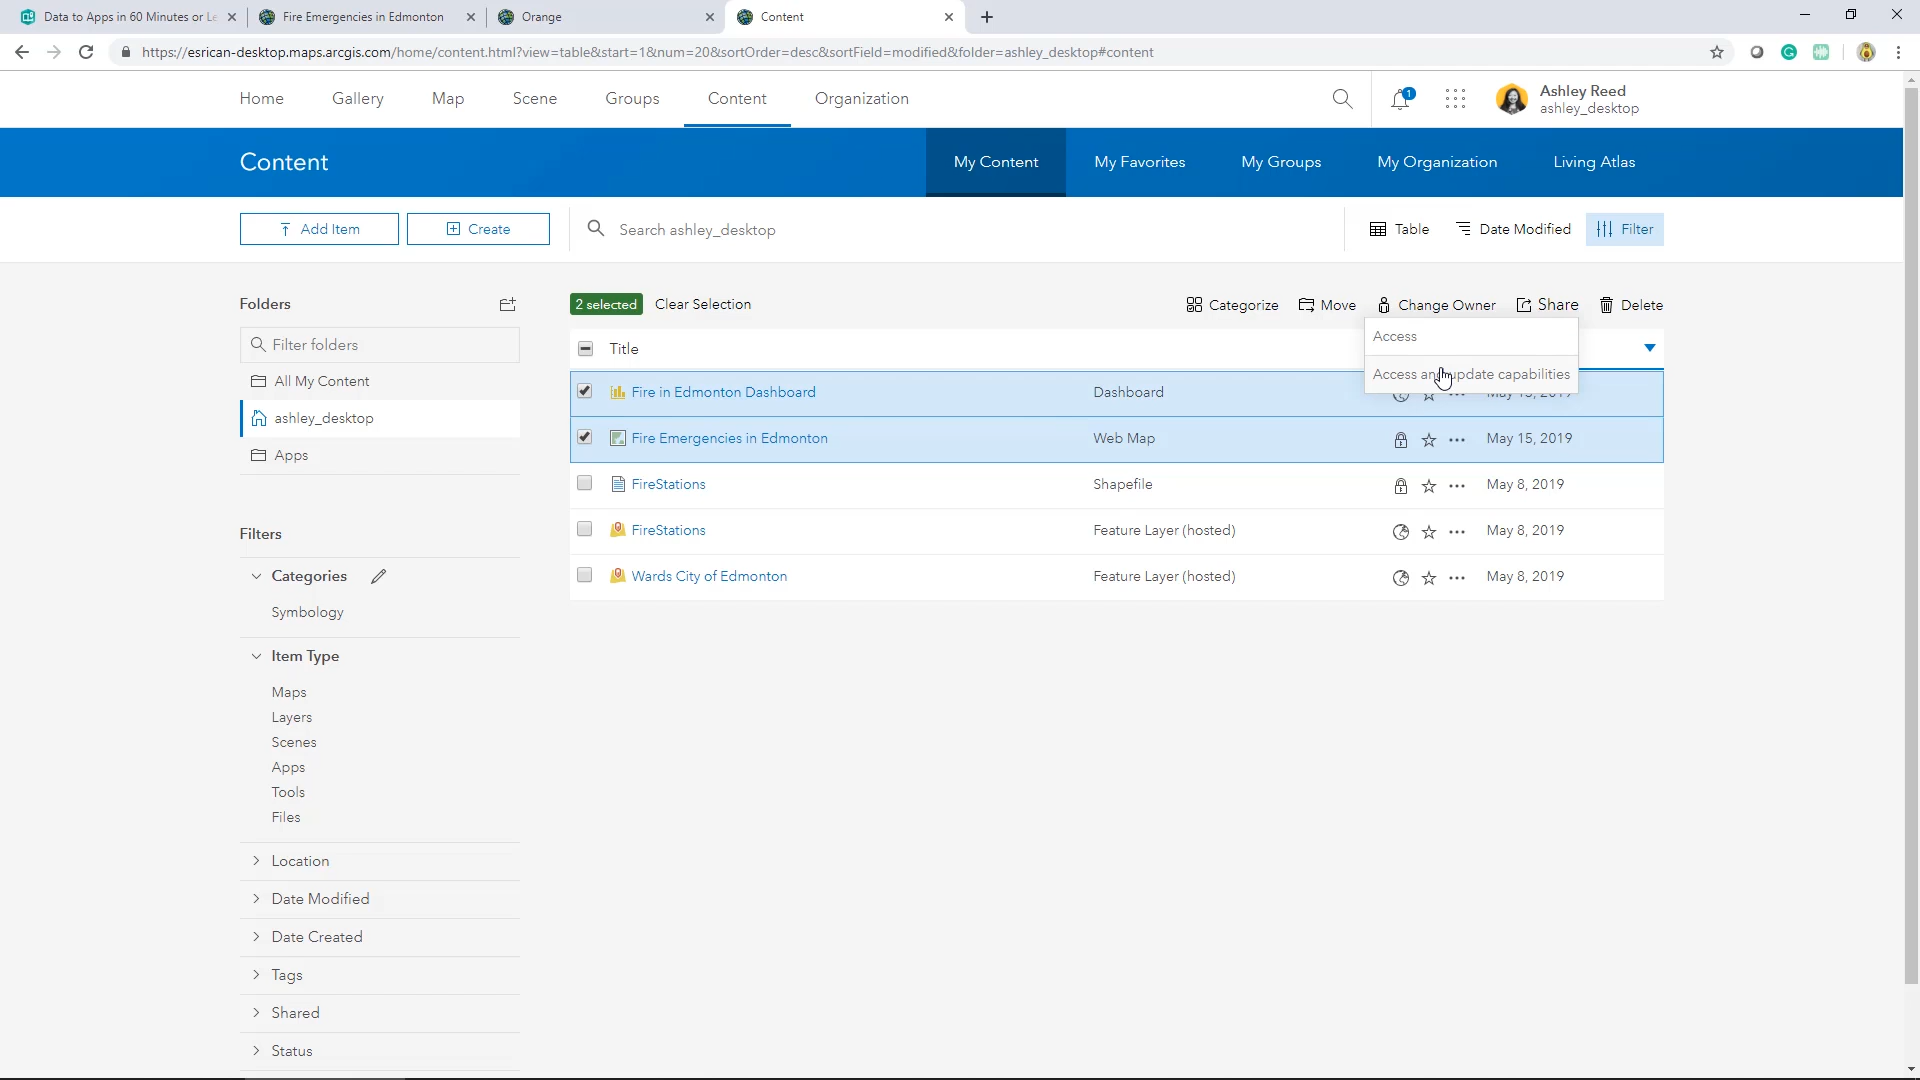 Data to Apps in 60 Minutes or Le
Fire Emergencies in Edmonton
Orange
Content
https://esrican-desktop.maps.arcgis.com/home/content.html?view=table&start=1&num=20&sortOrder=desc&sortField=modified&folder=ashley_desktop#content
Home Gallery Map Scene Groups Content Organization
1
Ashley Reed
ashley_desktop
Content
My Content My Favorites My Groups My Organization Living Atlas
Add Item Create Search ashley_desktop Table Date Modified Filter
Folders
Filter folders
All My Content
ashley_desktop
Apps
Filters
Categories
Symbology
Item Type
Maps
Layers
Scenes
Apps
Tools
Files
Location
Date Modified
Date Created
Tags
Shared
Status
2 selected Clear Selection Categorize Move Change Owner Share Delete
Access
Access and update capabilities
Title
Fire in Edmonton Dashboard Dashboard May 15, 2019
Fire Emergencies in Edmonton Web Map May 15, 2019
FireStations Shapefile May 8, 2019
FireStations Feature Layer (hosted) May 8, 2019
Wards City of Edmonton Feature Layer (hosted) May 8, 2019